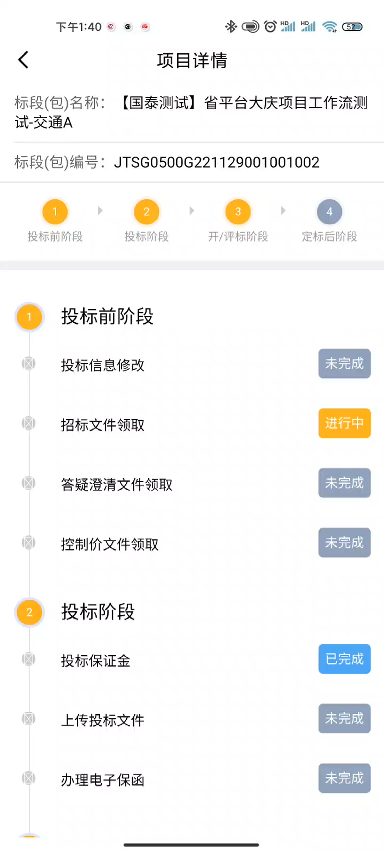 下午1:40
52
项目详情
标段(包)名称：【国泰测试】省平台大庆项目工作流测
试-交通A
标段(包)编号：JTSG0500G221129001001002
1 2 3 4
投标前阶段 投标阶段 开/评标阶段 定标后阶段
1 投标前阶段
投标信息修改 未完成
招标文件领取 进行中
答疑澄清文件领取 未完成
控制价文件领取 未完成
2 投标阶段
投标保证金 已完成
上传投标文件 未完成
办理电子保函 未完成